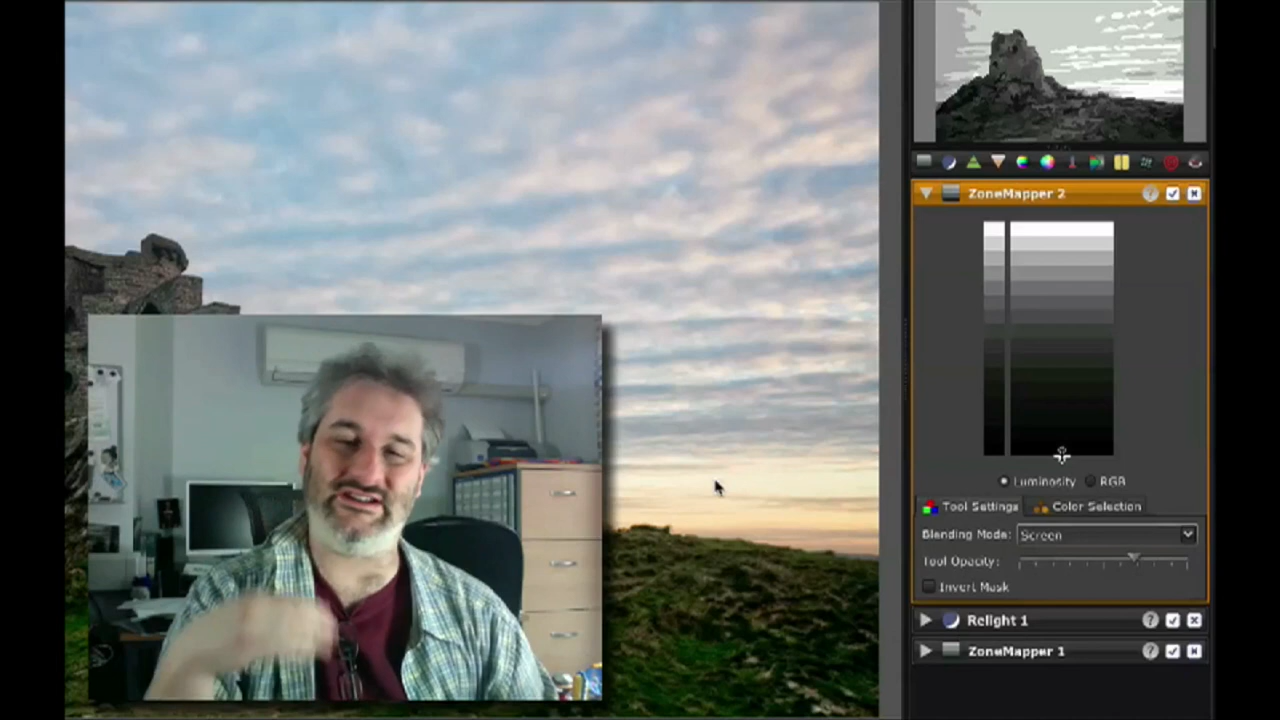 ZoneMapper 2
Luminosity RGB
Tool Settings Color Selection
Blending Mode: Screen
Tool Opacity:
Invert Mask
Relight 1
ZoneMapper 1